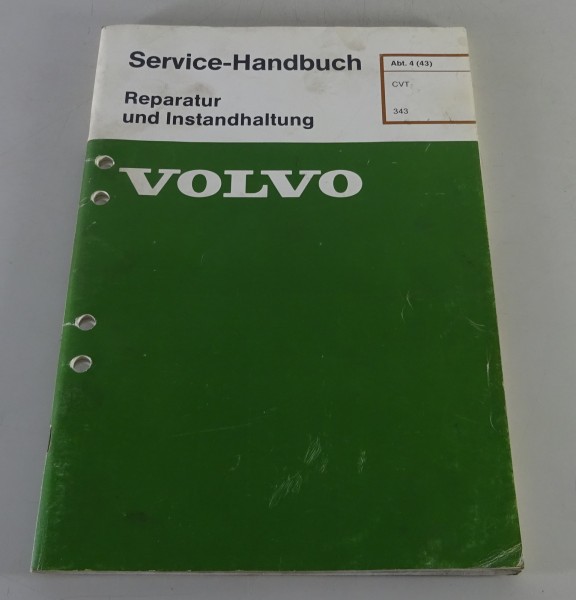 Service-Handbuch
Reparatur
und Instandhaltung
Abt. 4 (43)
CVT
343
VOLVO